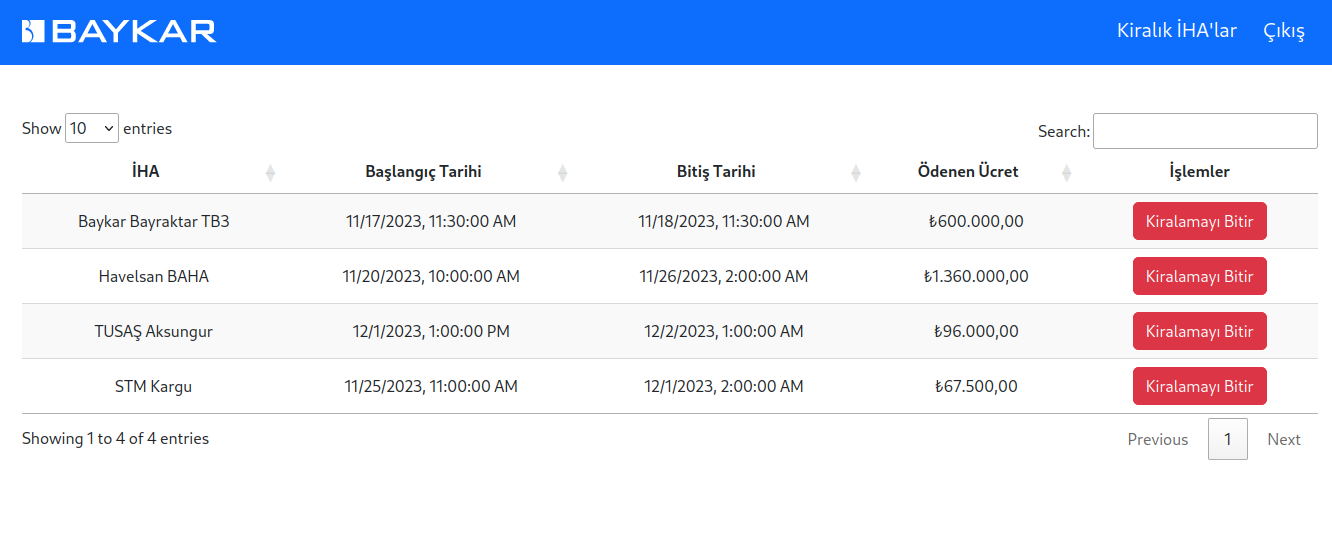 BAYKAR Kiralık İHA'lar Çıkış
Show 10 entries Search:
İHA Başlangıç Tarihi Bitiş Tarihi Ödenen Ücret İşlemler
Baykar Bayraktar TB3 11/17/2023, 11:30:00 AM 11/18/2023, 11:30:00 AM ₺600.000,00 Kiralamayı Bitir
Havelsan BAHA 11/20/2023, 10:00:00 AM 11/26/2023, 2:00:00 AM ₺1.360.000,00 Kiralamayı Bitir
TUSAŞ Aksungur 12/1/2023, 1:00:00 PM 12/2/2023, 1:00:00 AM ₺96.000,00 Kiralamayı Bitir
STM Kargu 11/25/2023, 11:00:00 AM 12/1/2023, 2:00:00 AM ₺67.500,00 Kiralamayı Bitir
Showing 1 to 4 of 4 entries Previous 1 Next